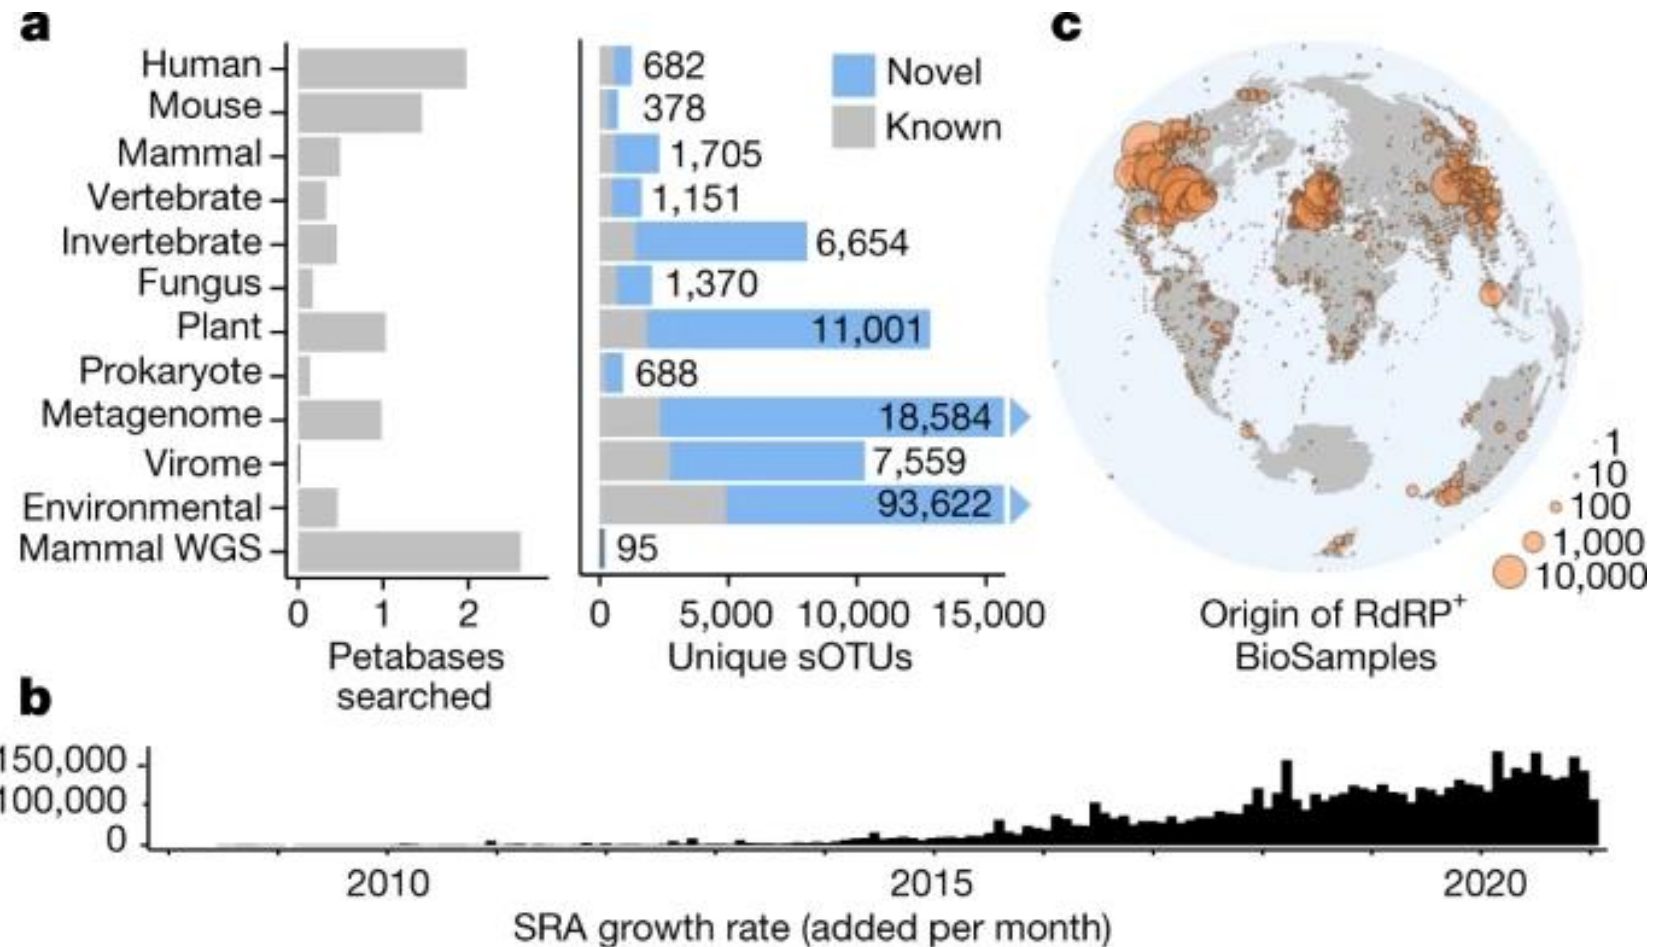 a
Human
Mouse
Mammal
Vertebrate
Invertebrate
Fungus
Plant
Prokaryote
Metagenome
Virome
Environmental
Mammal WGS
0 1 2
Petabases
searched
682
378
1,705
1,151
6,654
1,370
11,001
688
18,584
7,559
93,622
95
Novel
Known
0 5,000 10,000 15,000
Unique sOTUs
c
1
10
100
1,000
10,000
Origin of RdRP⁺
BioSamples
b
150,000
100,000
0
2010 2015 2020
SRA growth rate (added per month)